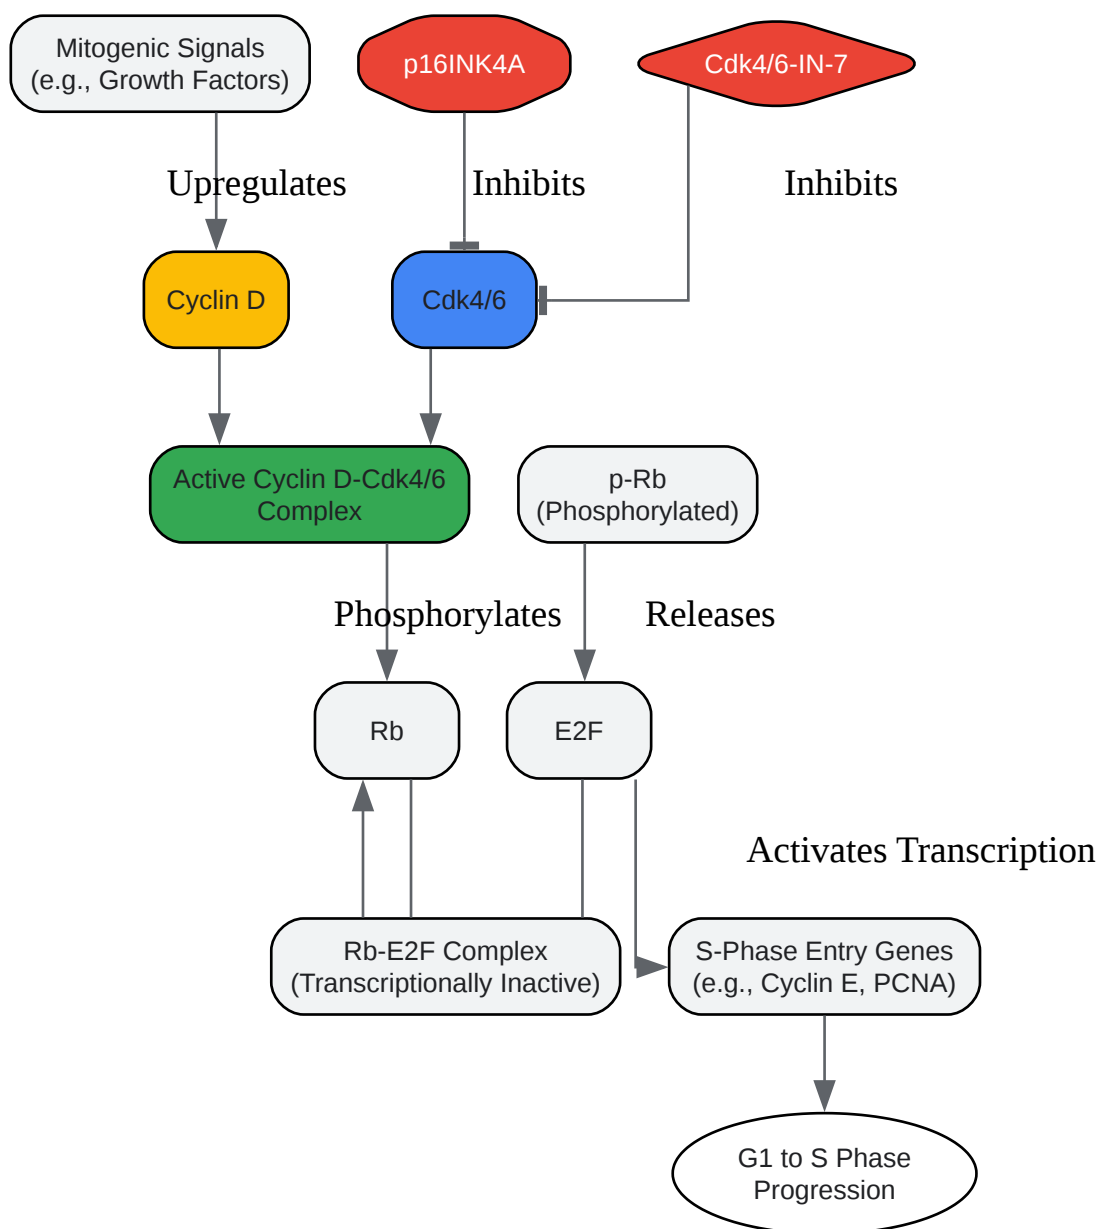 Mitogenic Signals
(e.g., Growth Factors)
p16INK4A
Cdk4/6-IN-7
Upregulates
Inhibits
Inhibits
Cyclin D
Cdk4/6
Active Cyclin D-Cdk4/6
Complex
p-Rb
(Phosphorylated)
Phosphorylates
Releases
Rb
E2F
Activates Transcription
Rb-E2F Complex
(Transcriptionally Inactive)
S-Phase Entry Genes
(e.g., Cyclin E, PCNA)
G1 to S Phase
Progression